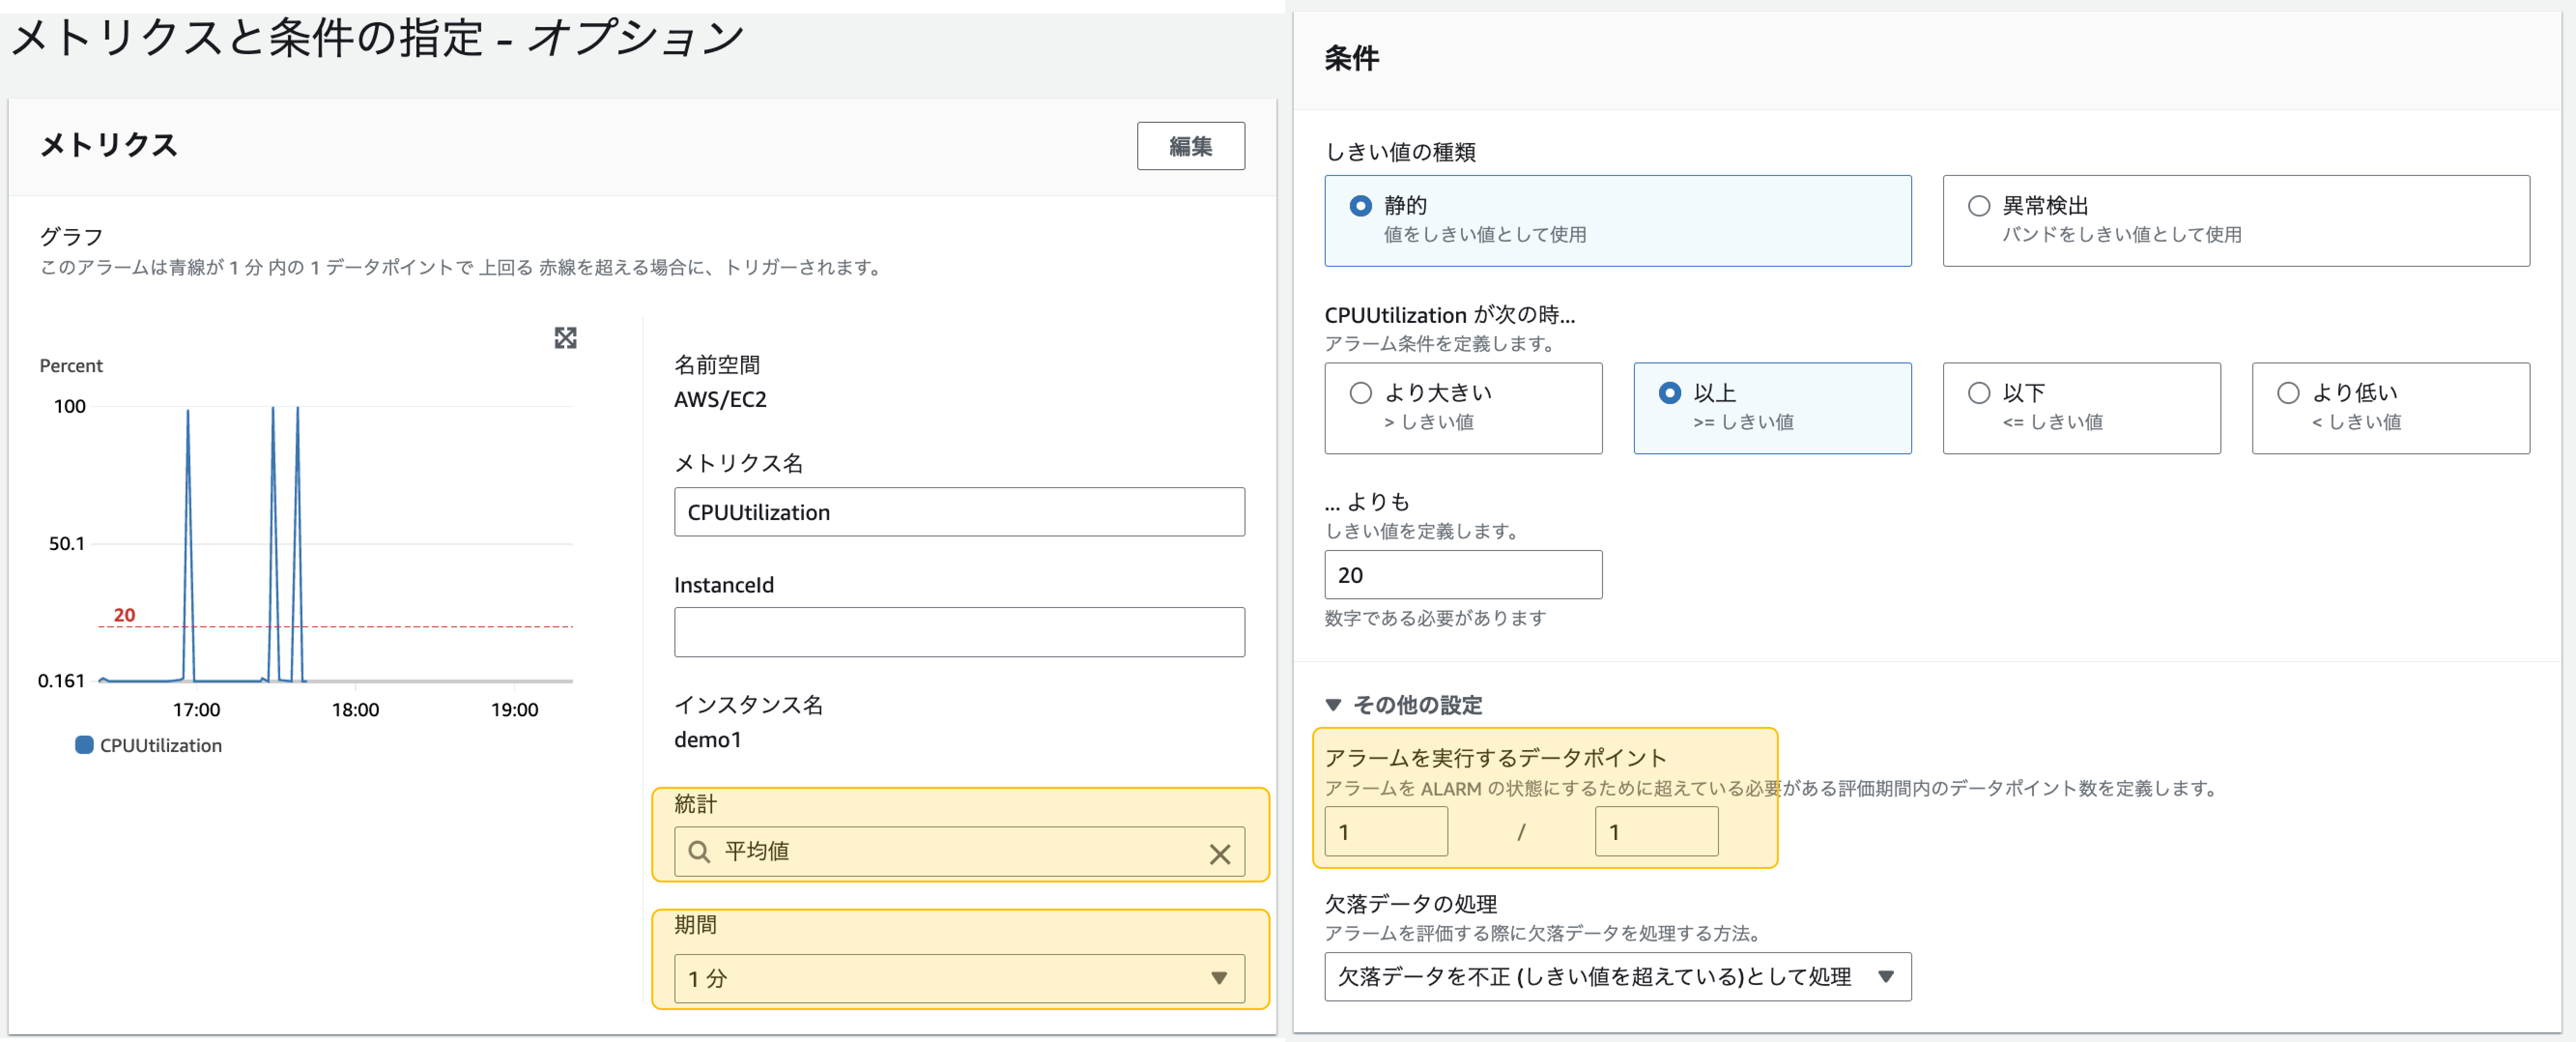 メトリクスと条件の指定 - オプション
メトリクス
編集
グラフ
このアラームは青線が 1 分 内の 1 データポイントで 上回る 赤線を超える場合に、トリガーされます。
Percent
100
50.1
20
0.161
17:00 18:00 19:00
CPUUtilization
名前空間
AWS/EC2
メトリクス名
CPUUtilization
InstanceId
インスタンス名
demo1
統計
平均値
期間
1 分
条件
しきい値の種類
静的
値をしきい値として使用
異常検出
バンドをしきい値として使用
CPUUtilization が次の時...
アラーム条件を定義します。
より大きい
> しきい値
以上
>= しきい値
以下
<= しきい値
より低い
< しきい値
... よりも
しきい値を定義します。
20
数字である必要があります
その他の設定
アラームを実行するデータポイント
アラームを ALARM の状態にするために超えている必要がある評価期間内のデータポイント数を定義します。
1 / 1
欠落データの処理
アラームを評価する際に欠落データを処理する方法。
欠落データを不正 (しきい値を超えている)として処理